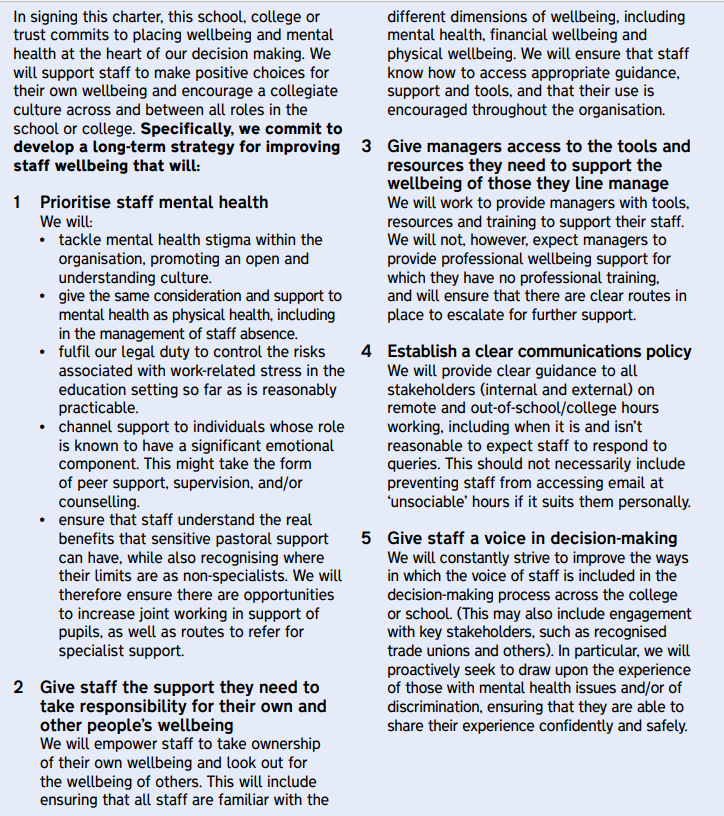 In signing this charter, this school, college or
trust commits to placing wellbeing and mental
health at the heart of our decision making. We
will support staff to make positive choices for
their own wellbeing and encourage a collegiate
culture across and between all roles in the
school or college. Specifically, we commit to
develop a long-term strategy for improving
staff wellbeing that will:
1 Prioritise staff mental health
We will:
• tackle mental health stigma within the
organisation, promoting an open and
understanding culture.
• give the same consideration and support to
mental health as physical health, including
in the management of staff absence.
• fulfil our legal duty to control the risks
associated with work-related stress in the
education setting so far as is reasonably
practicable.
• channel support to individuals whose role
is known to have a significant emotional
component. This might take the form
of peer support, supervision, and/or
counselling.
• ensure that staff understand the real
benefits that sensitive pastoral support
can have, while also recognising where
their limits are as non-specialists. We will
therefore ensure there are opportunities
to increase joint working in support of
pupils, as well as routes to refer for
specialist support.
2 Give staff the support they need to
take responsibility for their own and
other people’s wellbeing
We will empower staff to take ownership
of their own wellbeing and look out for
the wellbeing of others. This will include
ensuring that all staff are familiar with the
different dimensions of wellbeing, including
mental health, financial wellbeing and
physical wellbeing. We will ensure that staff
know how to access appropriate guidance,
support and tools, and that their use is
encouraged throughout the organisation.
3 Give managers access to the tools and
resources they need to support the
wellbeing of those they line manage
We will work to provide managers with tools,
resources and training to support their staff.
We will not, however, expect managers to
provide professional wellbeing support for
which they have no professional training,
and will ensure that there are clear routes in
place to escalate for further support.
4 Establish a clear communications policy
We will provide clear guidance to all
stakeholders (internal and external) on
remote and out-of-school/college hours
working, including when it is and isn’t
reasonable to expect staff to respond to
queries. This should not necessarily include
preventing staff from accessing email at
‘unsociable’ hours if it suits them personally.
5 Give staff a voice in decision-making
We will constantly strive to improve the ways
in which the voice of staff is included in the
decision-making process across the college
or school. (This may also include engagement
with key stakeholders, such as recognised
trade unions and others). In particular, we will
proactively seek to draw upon the experience
of those with mental health issues and/or of
discrimination, ensuring that they are able to
share their experience confidently and safely.